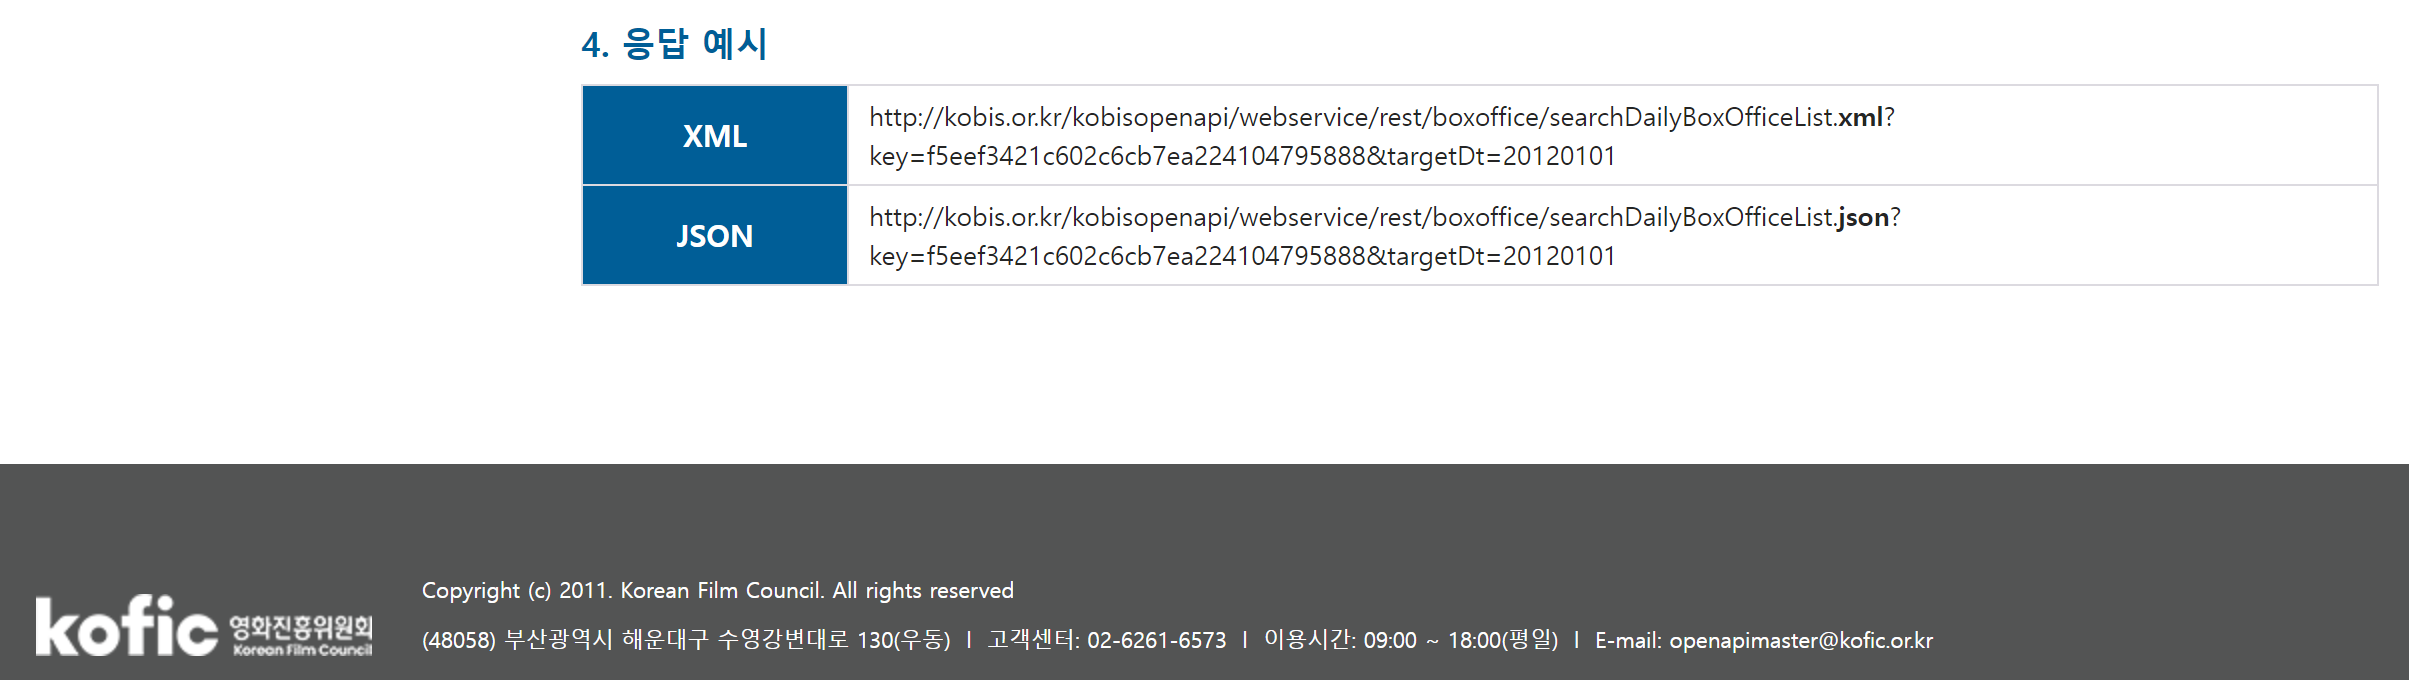 4. 응답 예시
XML
http://kobis.or.kr/kobisopenapi/webservice/rest/boxoffice/searchDailyBoxOfficeList.xml?
key=f5eef3421c602c6cb7ea224104795888&targetDt=20120101
JSON
http://kobis.or.kr/kobisopenapi/webservice/rest/boxoffice/searchDailyBoxOfficeList.json?
key=f5eef3421c602c6cb7ea224104795888&targetDt=20120101
kofic 영화진흥위원회
Korean Film Council
Copyright (c) 2011. Korean Film Council. All rights reserved
(48058) 부산광역시 해운대구 수영강변대로 130(우동) ㅣ 고객센터: 02-6261-6573 ㅣ 이용시간: 09:00 ~ 18:00(평일) ㅣ E-mail: openapimaster@kofic.or.kr